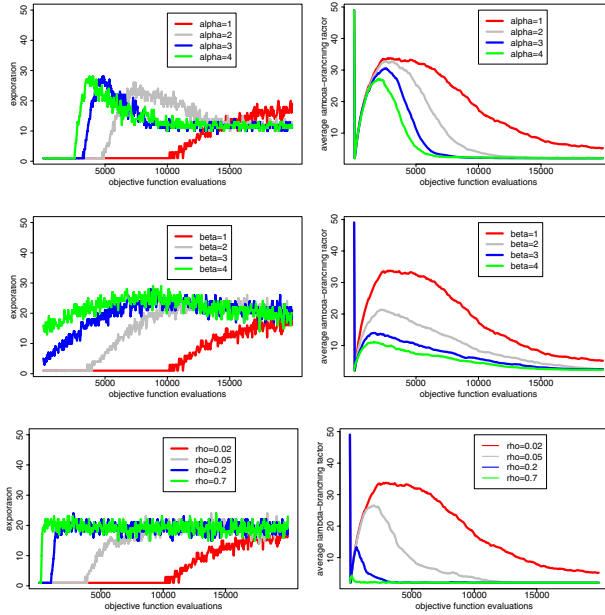 50
40
30
20
10
0
exploration
alpha=1
alpha=2
alpha=3
alpha=4
5000 10000 15000
objective function evaluations
50
40
30
20
10
average lambda-branching factor
alpha=1
alpha=2
alpha=3
alpha=4
5000 10000 15000
objective function evaluations
50
40
30
20
10
0
exploration
beta=1
beta=2
beta=3
beta=4
5000 10000 15000
objective function evaluations
50
40
30
20
10
average lambda-branching factor
beta=1
beta=2
beta=3
beta=4
5000 10000 15000
objective function evaluations
50
40
30
20
10
0
exploration
rho=0.02
rho=0.05
rho=0.2
rho=0.7
5000 10000 15000
objective function evaluations
50
40
30
20
10
average lambda-branching factor
rho=0.02
rho=0.05
rho=0.2
rho=0.7
5000 10000 15000
objective function evaluations